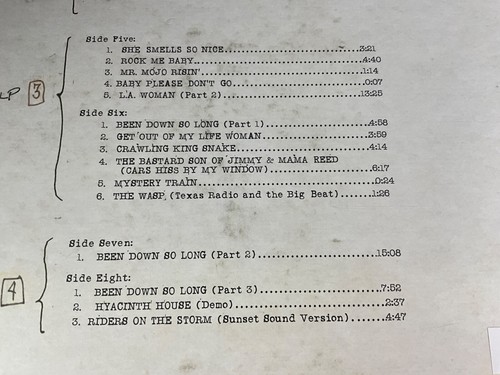 Side Five:
1. SHE SMELLS SO NICE.............................3:21
2. ROCK ME BABY...................................4:40
3. MR. MOJO RISIN'................................1:14
4. BABY PLEASE DON'T GO...........................0:07
LP 3
5. L.A. WOMAN (Part 2)............................13:25
Side Six:
1. BEEN DOWN SO LONG (Part 1).....................4:58
2. GET OUT OF MY LIFE WOMAN.......................3:59
3. CRAWLING KING SNAKE............................4:14
4. THE BASTARD SON OF JIMMY & MAMA REED
(CARS HISS BY MY WINDOW)..........................6:17
5. MYSTERY TRAIN..................................0:24
6. THE WASP (Texas Radio and the Big Beat)........1:26
Side Seven:
1. BEEN DOWN SO LONG (Part 2).....................15:08
Side Eight:
4
1. BEEN DOWN SO LONG (Part 3).....................7:52
2. HYACINTH HOUSE (Demo)..........................2:37
3. RIDERS ON THE STORM (Sunset Sound Version).......4:47